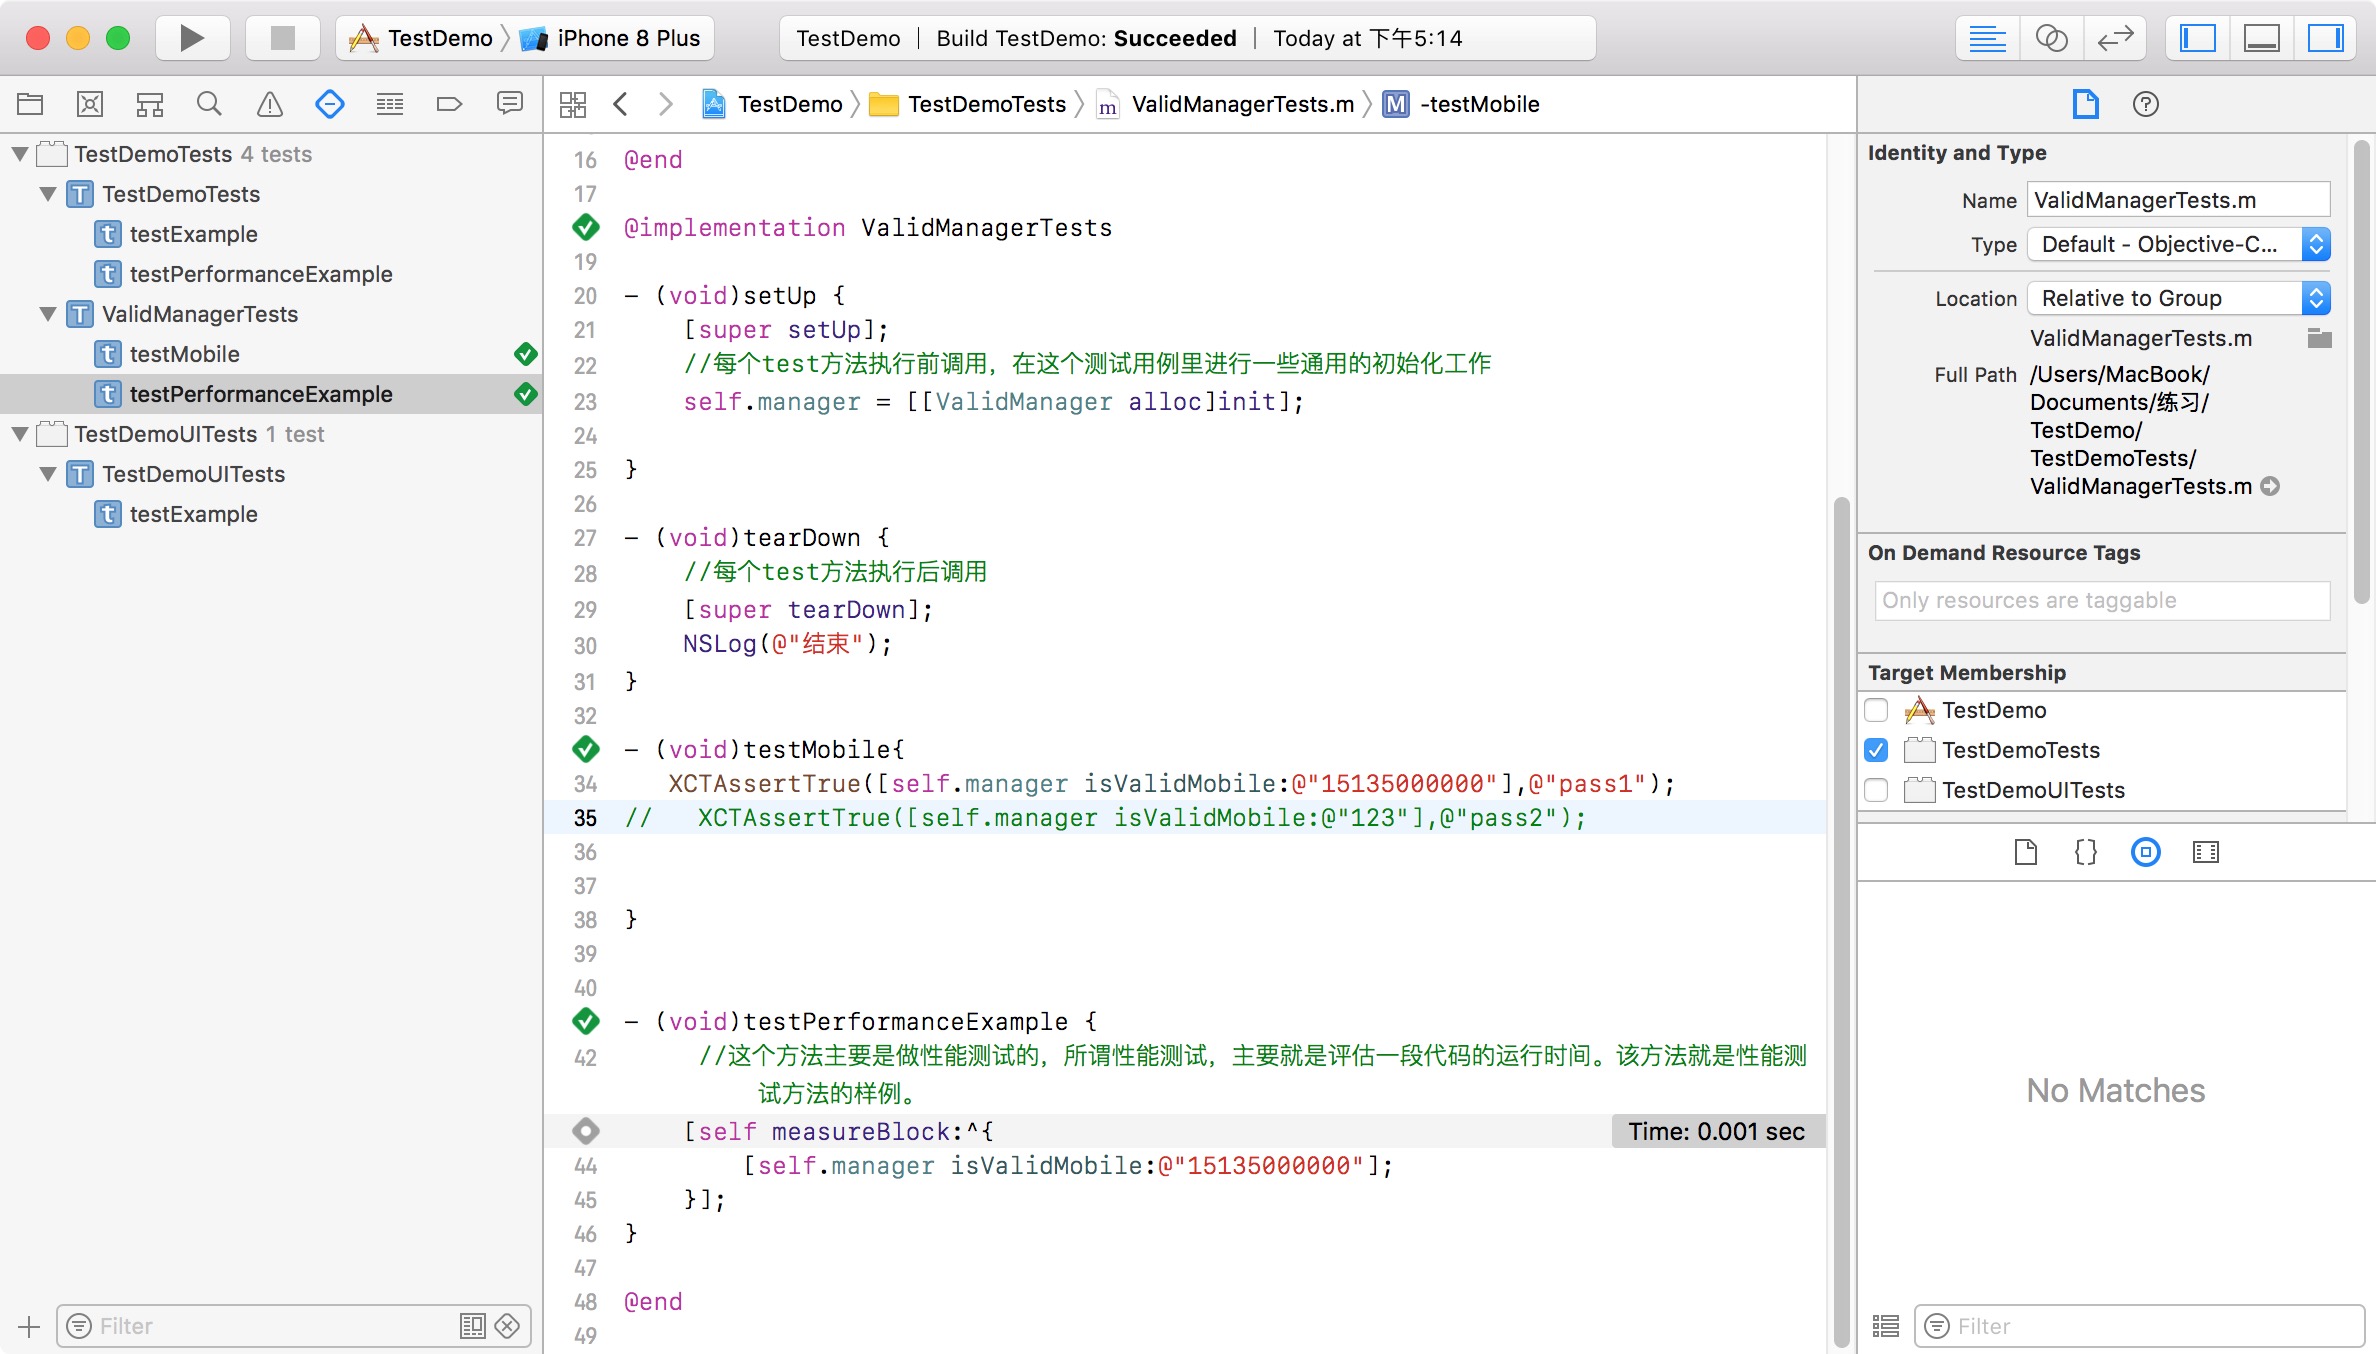 TestDemo iPhone 8 Plus
TestDemo | Build TestDemo: Succeeded | Today at 下午5:14
TestDemo TestDemoTests ValidManagerTests.m M -testMobile
TestDemoTests 4 tests
TestDemoTests
testExample
testPerformanceExample
ValidManagerTests
testMobile
testPerformanceExample
TestDemoUITests 1 test
TestDemoUITests
testExample
Filter
16 @end
17
@implementation ValidManagerTests
19
20 - (void)setUp {
21 [super setUp];
22 //每个test方法执行前调用，在这个测试用例里进行一些通用的初始化工作
23 self.manager = [[ValidManager alloc]init];
24
25 }
26
27 - (void)tearDown {
28 //每个test方法执行后调用
29 [super tearDown];
30 NSLog(@"结束");
31 }
32
- (void)testMobile{
34 XCTAssertTrue([self.manager isValidMobile:@"15135000000"],@"pass1");
35 // XCTAssertTrue([self.manager isValidMobile:@"123"],@"pass2");
36
37
38 }
39
40
- (void)testPerformanceExample {
42 //这个方法主要是做性能测试的，所谓性能测试，主要就是评估一段代码的运行时间。该方法就是性能测
试方法的样例。
[self measureBlock:^{ Time: 0.001 sec
44 [self.manager isValidMobile:@"15135000000"];
45 }];
46 }
47
48 @end
49
Identity and Type
Name ValidManagerTests.m
Type Default - Objective-C...
Location Relative to Group
ValidManagerTests.m
Full Path /Users/MacBook/
Documents/练习/
TestDemo/
TestDemoTests/
ValidManagerTests.m
On Demand Resource Tags
Only resources are taggable
Target Membership
TestDemo
TestDemoTests
TestDemoUITests
No Matches
Filter